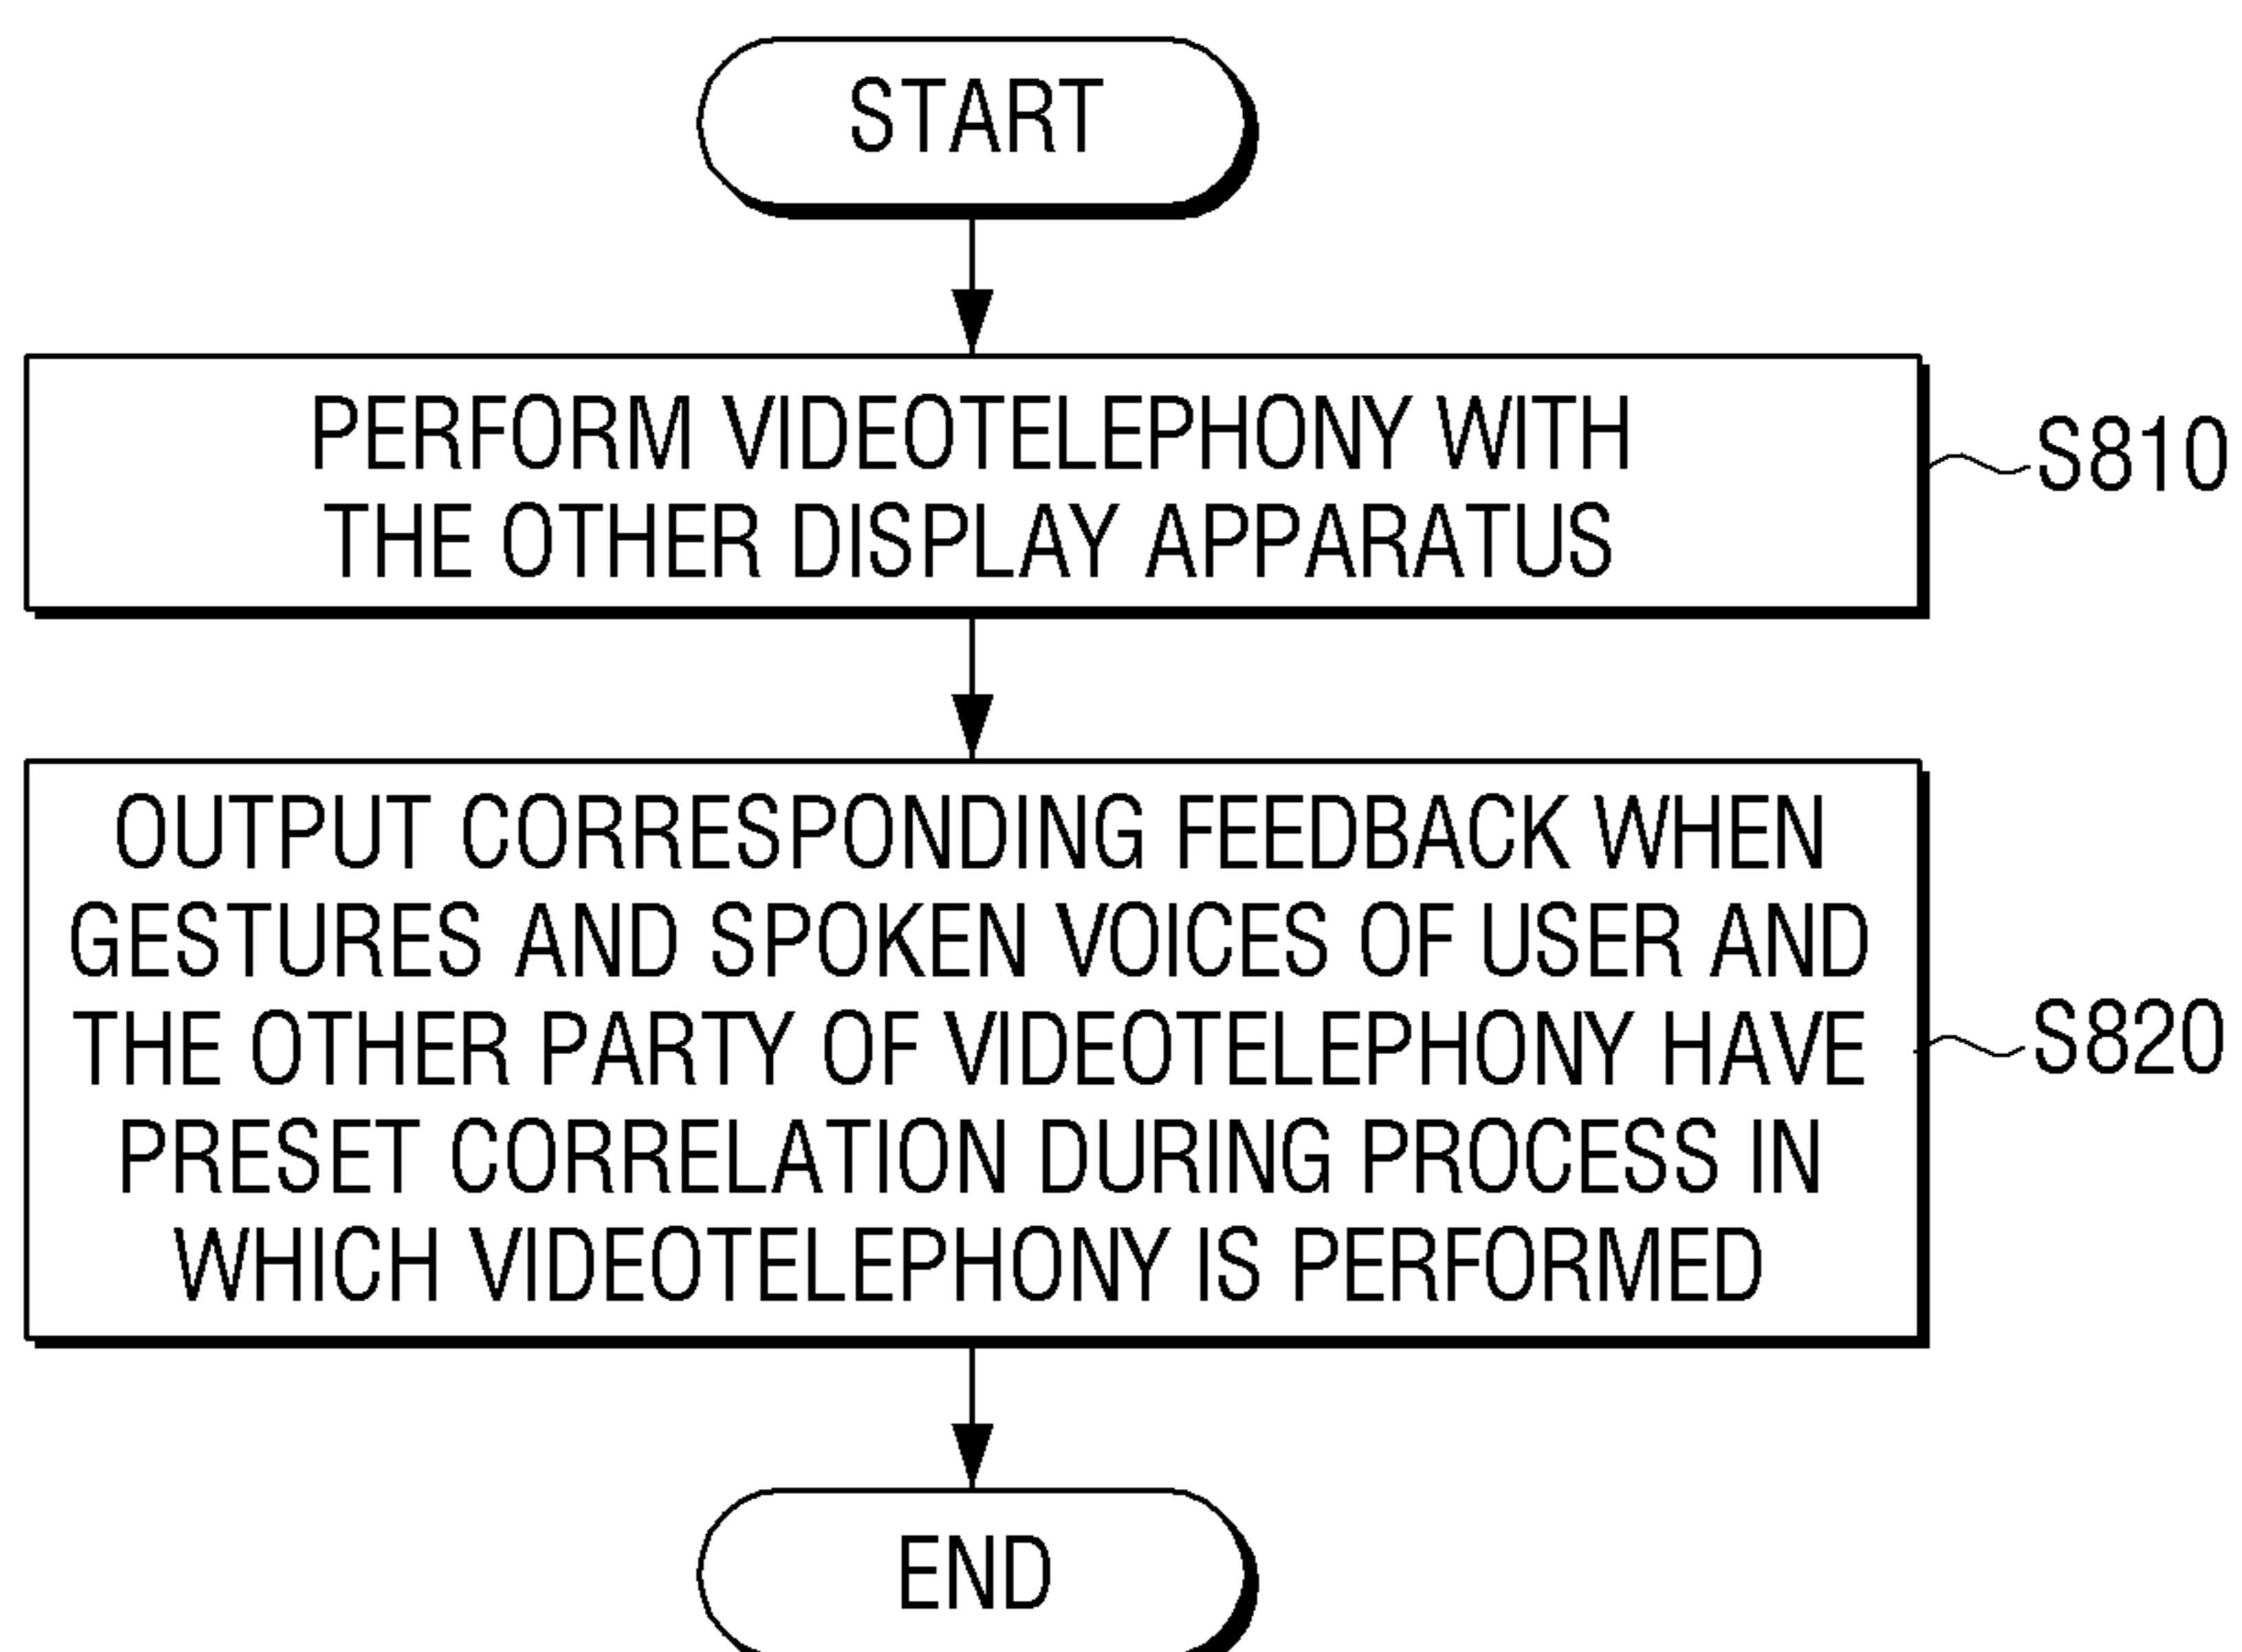 START
PERFORM VIDEOTELEPHONY WITH
THE OTHER DISPLAY APPARATUS
S810
OUTPUT CORRESPONDING FEEDBACK WHEN
GESTURES AND SPOKEN VOICES OF USER AND
THE OTHER PARTY OF VIDEOTELEPHONY HAVE
PRESET CORRELATION DURING PROCESS IN
WHICH VIDEOTELEPHONY IS PERFORMED
S820
END